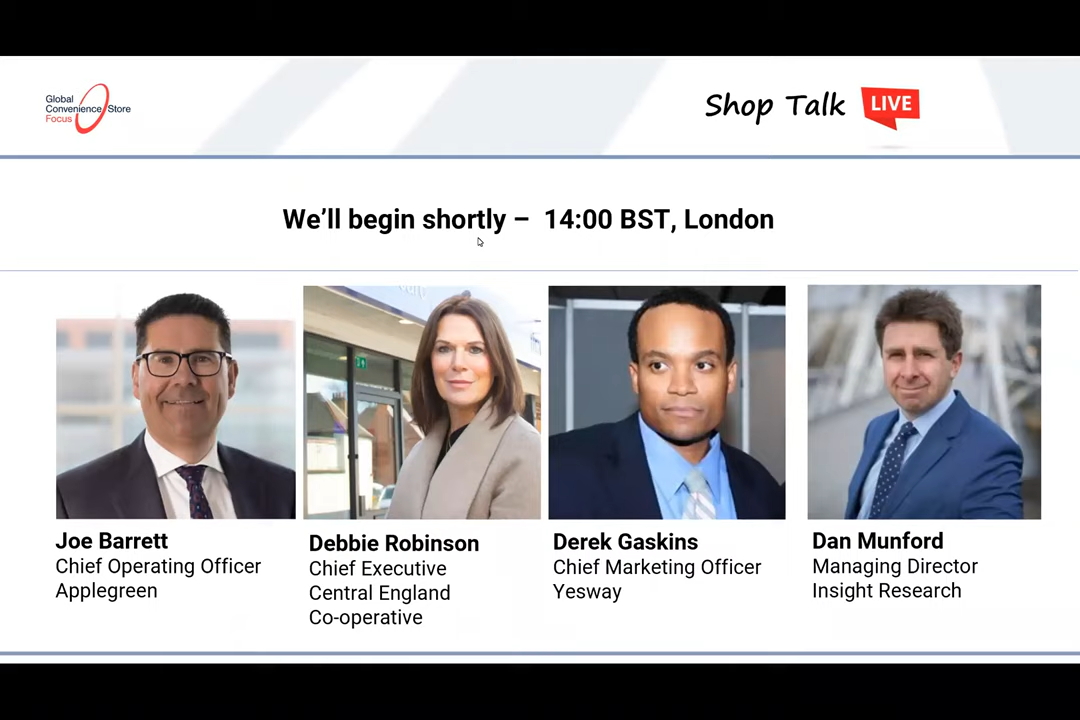 Global
Convenience Store
Focus
Shop Talk LIVE
We'll begin shortly – 14:00 BST, London
Joe Barrett
Chief Operating Officer
Applegreen
Debbie Robinson
Chief Executive
Central England
Co-operative
Derek Gaskins
Chief Marketing Officer
Yesway
Dan Munford
Managing Director
Insight Research